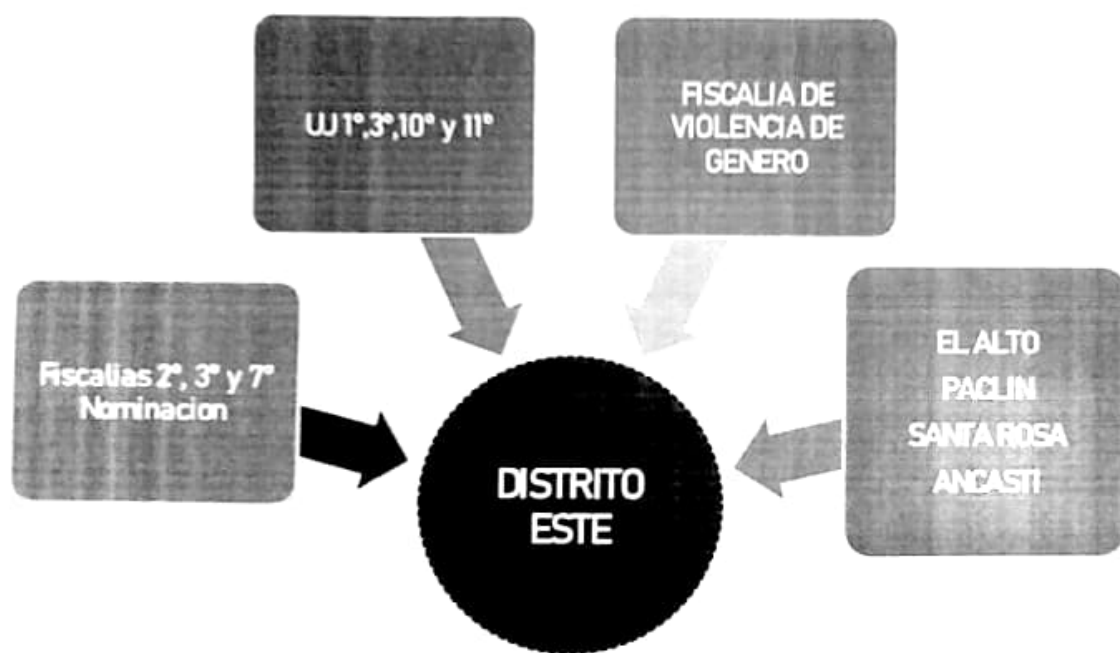 UJ 1°,3°,10° y 11°
FISCALIA DE
VIOLENCIA DE
GENERO
Fiscalias 2°, 3° y 7°
Nominacion
EL ALTO
PACLIN
SANTA ROSA
ANCASTI
DISTRITO
ESTE